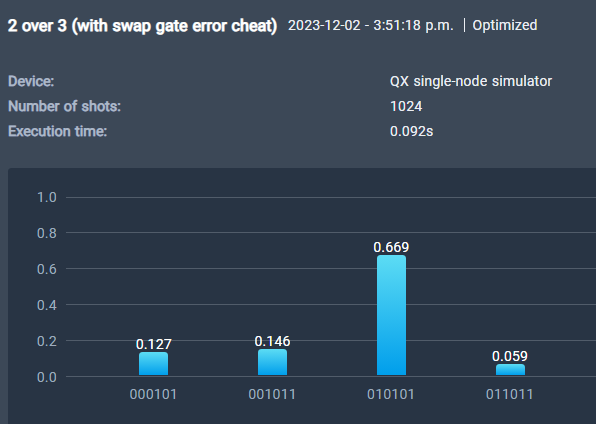 2 over 3 (with swap gate error cheat) 2023-12-02 - 3:51:18 p.m. | Optimized
Device: QX single-node simulator
Number of shots: 1024
Execution time: 0.092s
1.0
0.8
0.669
0.6
0.4
0.2
0.127
0.146
0.059
0.0
000101 001011 010101 011011